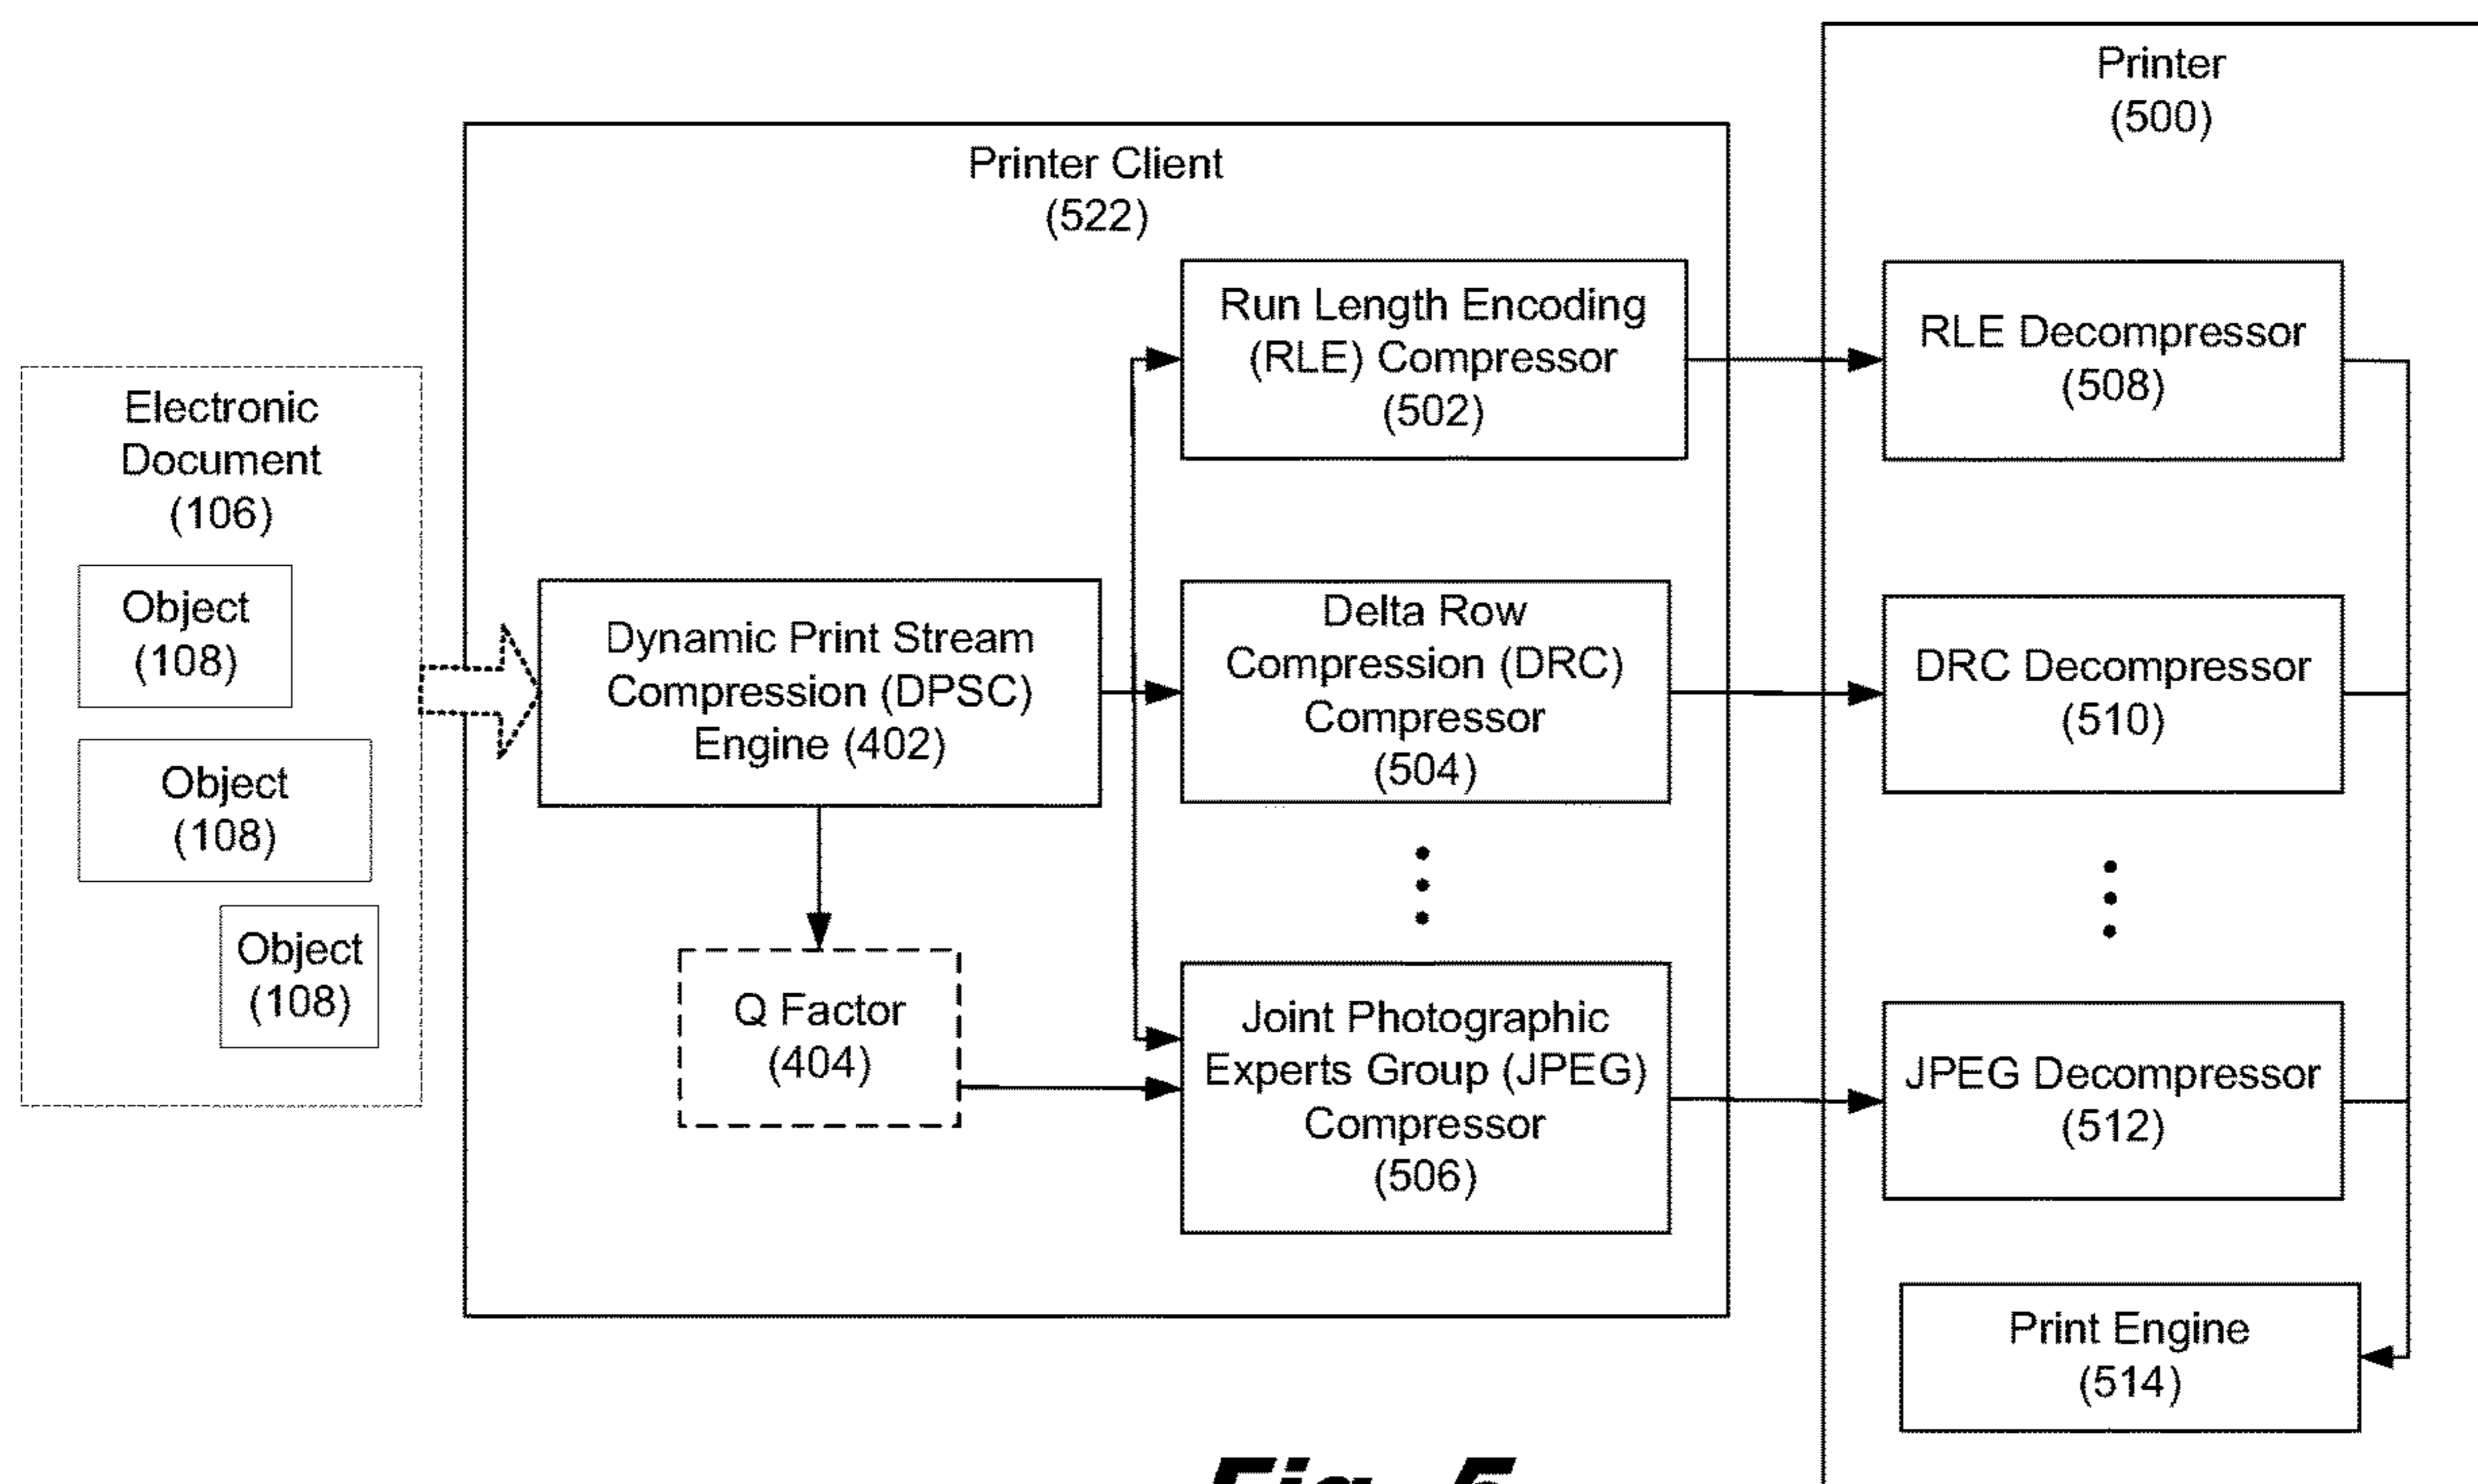 Printer
(500)
Printer Client
(522)
Run Length Encoding
(RLE) Compressor
(502)
RLE Decompressor
(508)
Electronic
Document
(106)
Object
(108)
Object
(108)
Object
(108)
Dynamic Print Stream
Compression (DPSC)
Engine (402)
Delta Row
Compression (DRC)
Compressor
(504)
DRC Decompressor
(510)
Q Factor
(404)
Joint Photographic
Experts Group (JPEG)
Compressor
(506)
JPEG Decompressor
(512)
Print Engine
(514)
Fig. 5